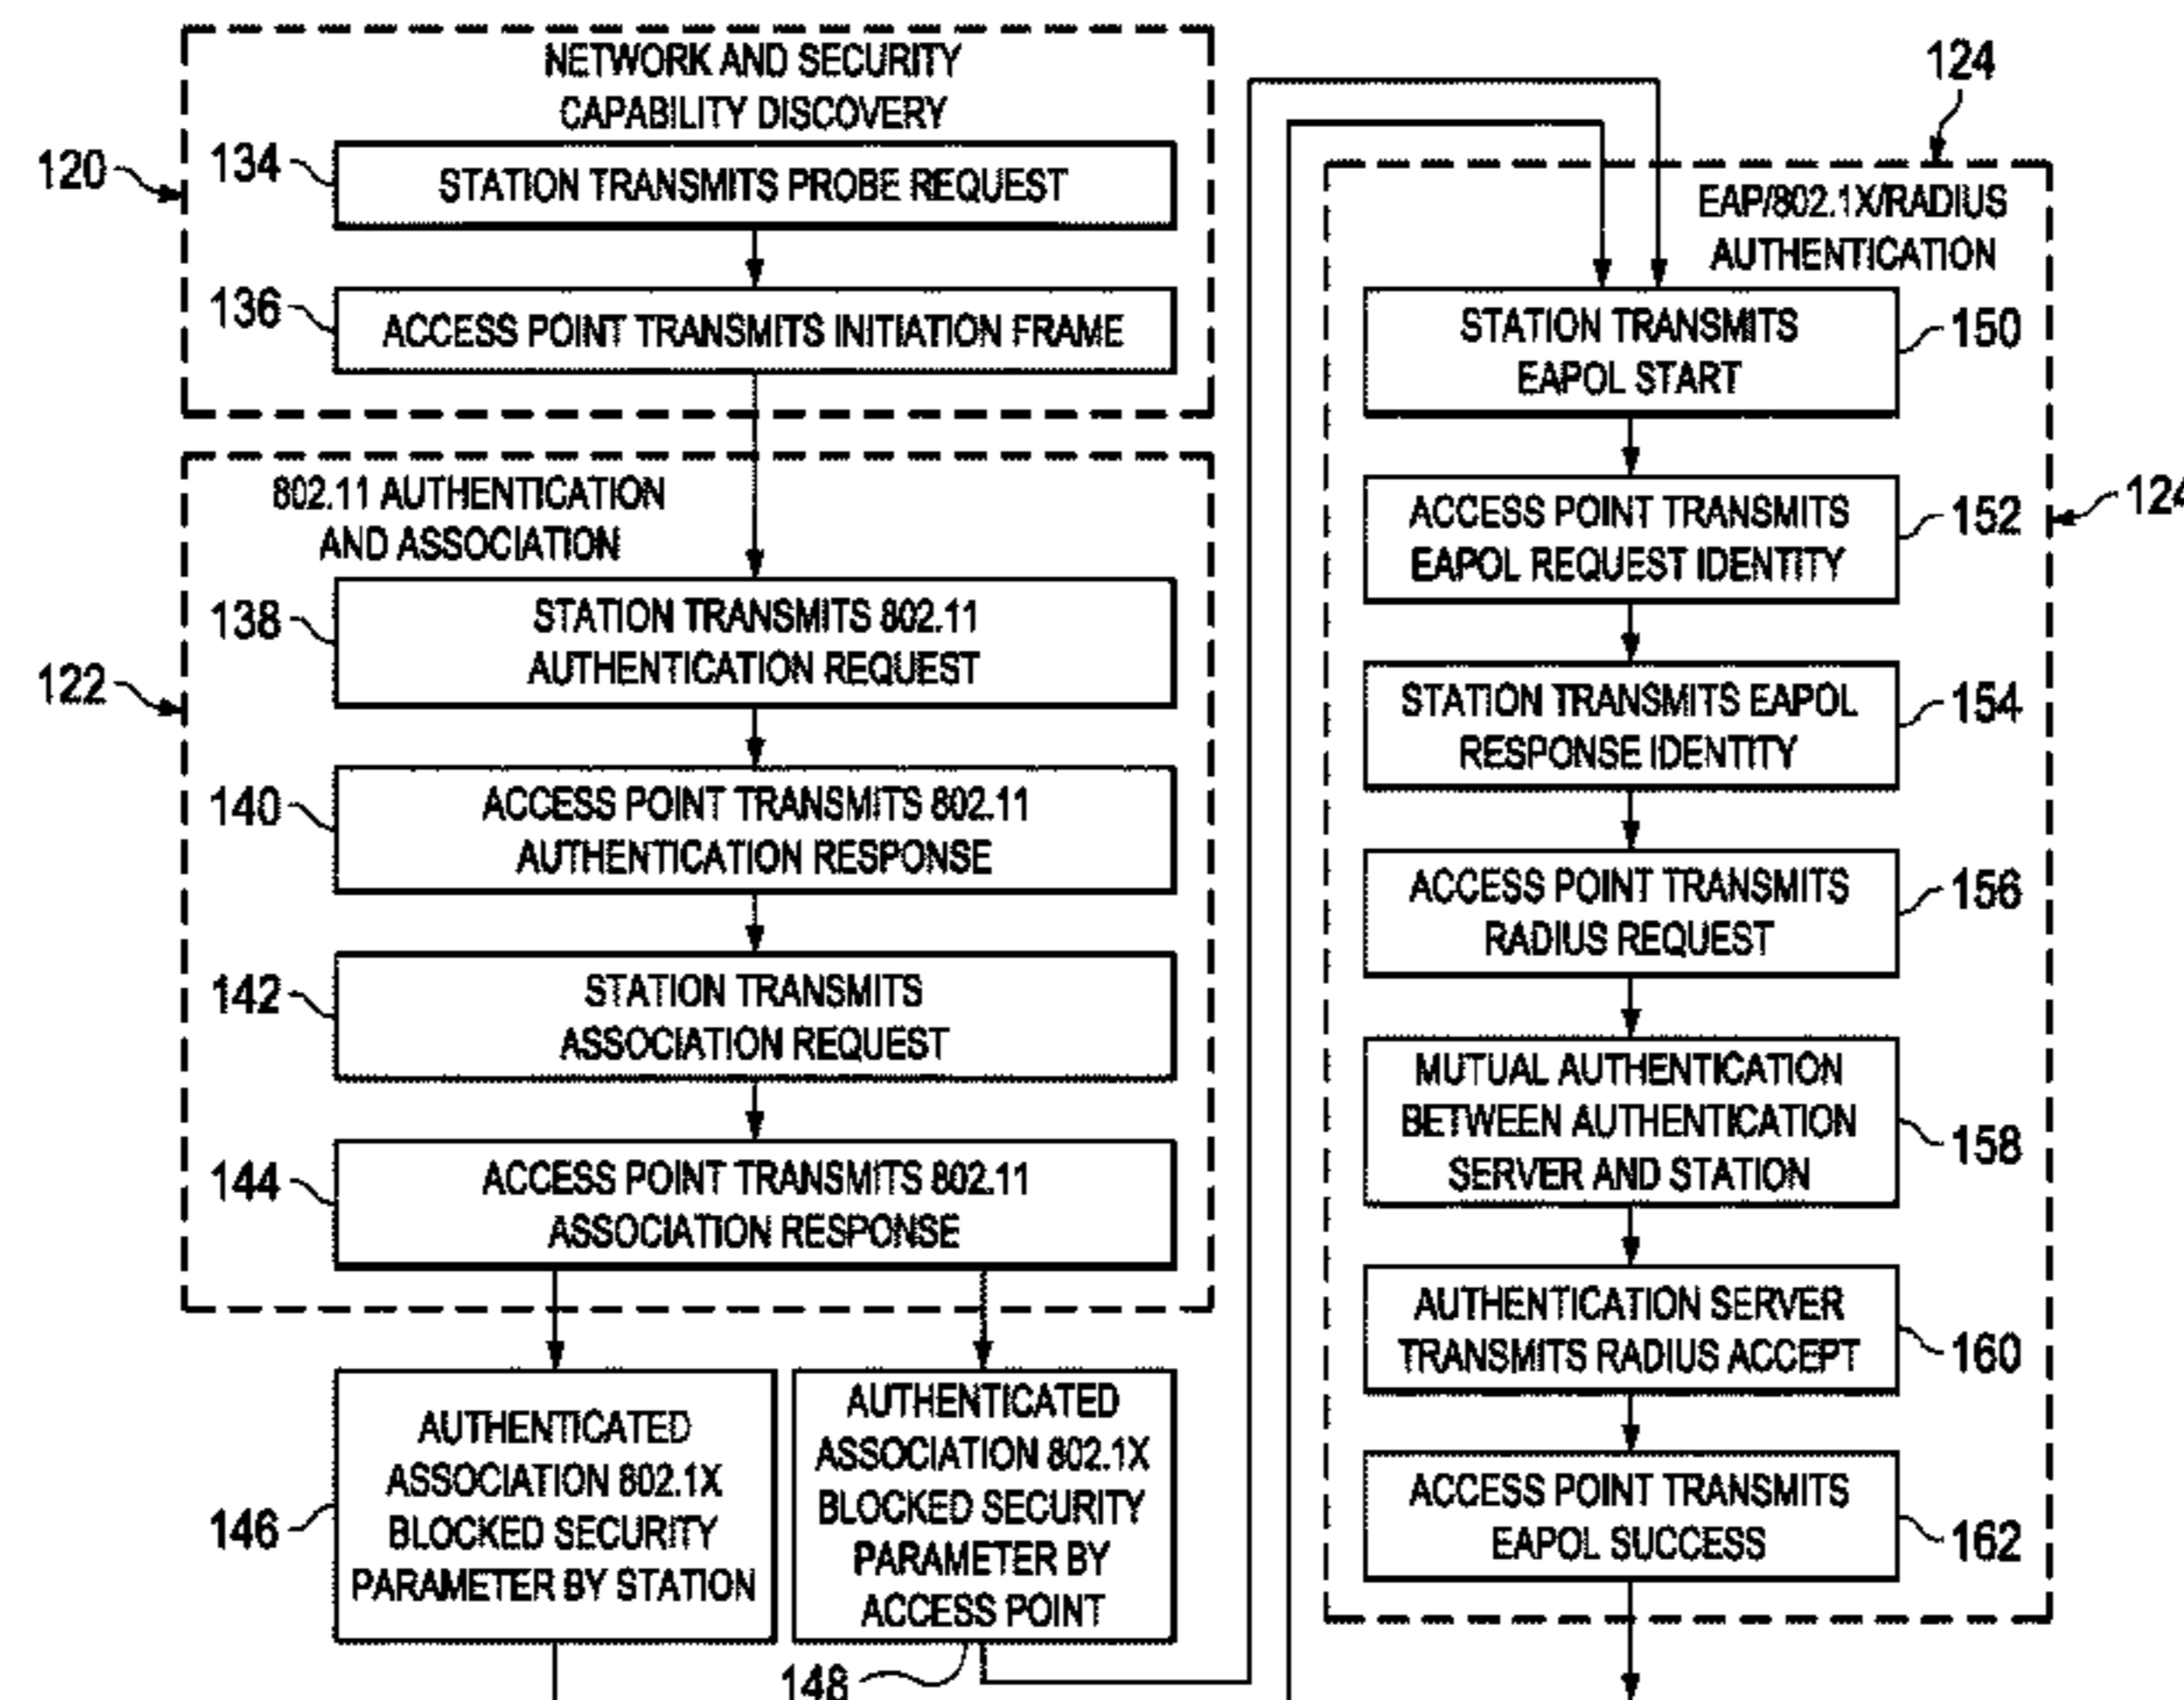 NETWORK AND SECURITY
CAPABILITY DISCOVERY
120
134
STATION TRANSMITS PROBE REQUEST
136
ACCESS POINT TRANSMITS INITIATION FRAME
802.11 AUTHENTICATION
AND ASSOCIATION
122
138
STATION TRANSMITS 802.11
AUTHENTICATION REQUEST
140
ACCESS POINT TRANSMITS 802.11
AUTHENTICATION RESPONSE
142
STATION TRANSMITS
ASSOCIATION REQUEST
144
ACCESS POINT TRANSMITS 802.11
ASSOCIATION RESPONSE
146
AUTHENTICATED
ASSOCIATION 802.1X
BLOCKED SECURITY
PARAMETER BY STATION
AUTHENTICATED
ASSOCIATION 802.1X
BLOCKED SECURITY
PARAMETER BY
ACCESS POINT
148
124
EAP/802.1X/RADIUS
AUTHENTICATION
STATION TRANSMITS
EAPOL START
150
ACCESS POINT TRANSMITS
EAPOL REQUEST IDENTITY
152
124
STATION TRANSMITS EAPOL
RESPONSE IDENTITY
154
ACCESS POINT TRANSMITS
RADIUS REQUEST
156
MUTUAL AUTHENTICATION
BETWEEN AUTHENTICATION
SERVER AND STATION
158
AUTHENTICATION SERVER
TRANSMITS RADIUS ACCEPT
160
ACCESS POINT TRANSMITS
EAPOL SUCCESS
162